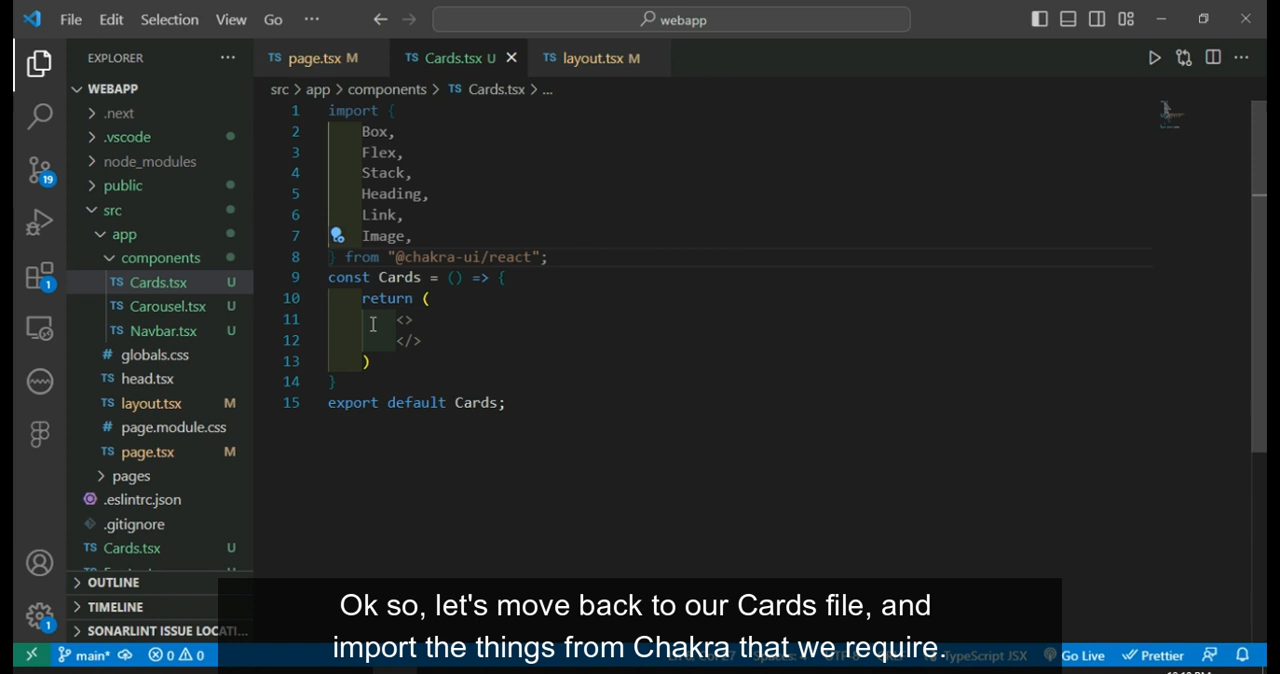 File Edit Selection View Go ··· webapp
EXPLORER ···
WEBAPP
.next
.vscode
node_modules
public
src
app
components
TS Cards.tsx U
TS Carousel.tsx U
TS Navbar.tsx U
# globals.css
TS head.tsx
TS layout.tsx M
# page.module.css
TS page.tsx M
pages
.eslintrc.json
.gitignore
TS Cards.tsx U
OUTLINE
TIMELINE
SONARLINT ISSUE LOCATI...
19
1
1
TS page.tsx M TS Cards.tsx U TS layout.tsx M
src > app > components > TS Cards.tsx > ...
1 import {
2 Box,
3 Flex,
4 Stack,
5 Heading,
6 Link,
7 Image,
8 } from "@chakra-ui/react";
9 const Cards = () => {
10 return (
11 <>
12 </>
13 )
14 }
15 export default Cards;
Ok so, let's move back to our Cards file, and
import the things from Chakra that we require.
main* 0 0 TypeScript JSX Go Live Prettier